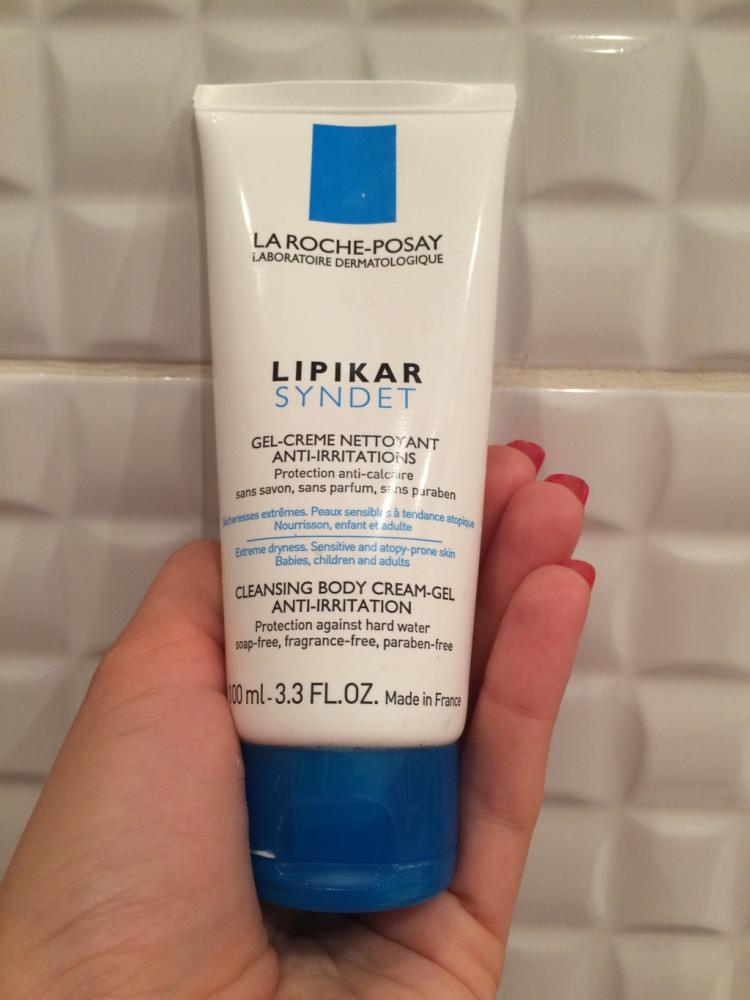 LA ROCHE-POSAY
LABORATOIRE DERMATOLOGIQUE
LIPIKAR
SYNDET
GEL-CREME NETTOYANT
ANTI-IRRITATIONS
Protection anti-calcaire
sans savon, sans parfum, sans paraben
extrêmes. Peaux sensibles à tendance atopique
Nourrisson, enfant et adulte
Extreme dryness. Sensitive and atopy-prone skin
Babies, children and adults
CLEANSING BODY CREAM-GEL
ANTI-IRRITATION
Protection against hard water
soap-free, fragrance-free, paraben-free
100 ml - 3.3 FL.OZ. Made in France